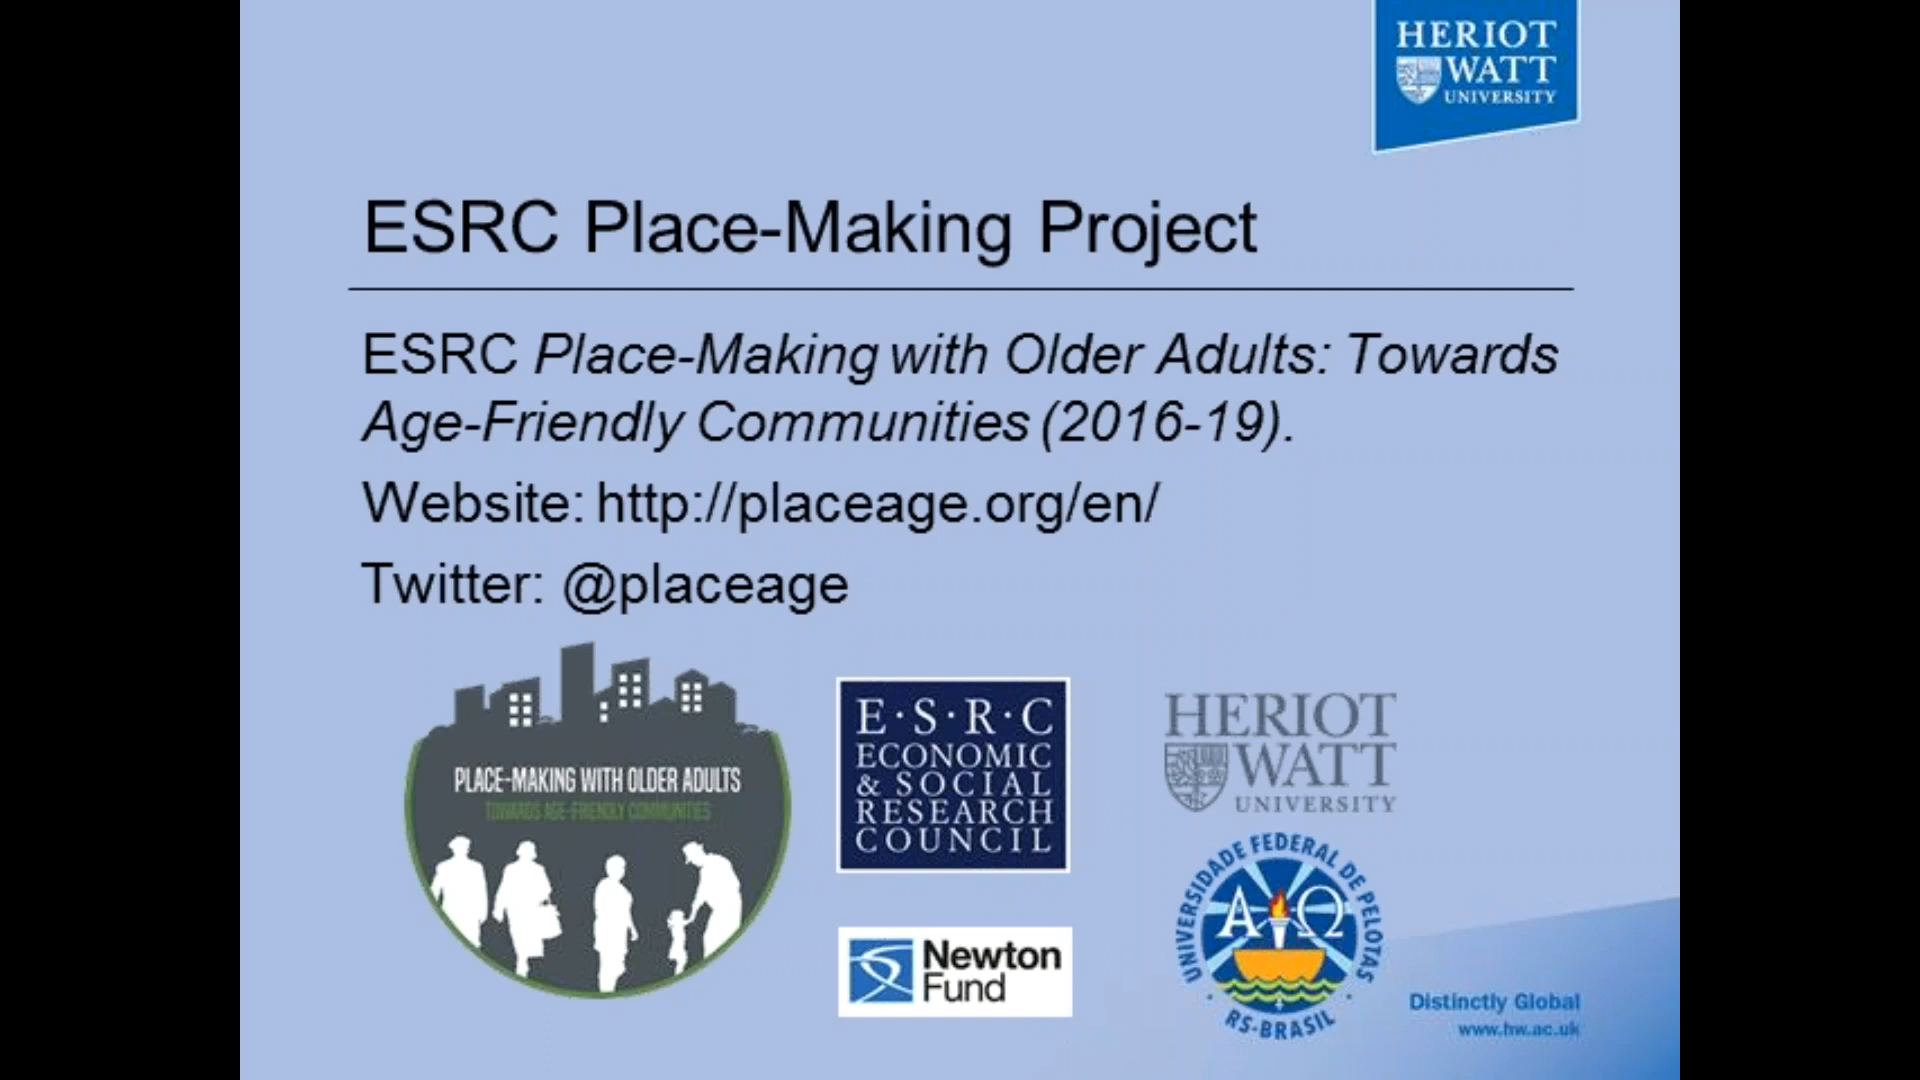 HERIOT
WATT
UNIVERSITY
ESRC Place-Making Project
ESRC Place-Making with Older Adults: Towards
Age-Friendly Communities (2016-19).
Website: http://placeage.org/en/
Twitter: @placeage
PLACE-MAKING WITH OLDER ADULTS
TOWARDS AGE-FRIENDLY COMMUNITIES
E·S·R·C
ECONOMIC
& SOCIAL
RESEARCH
COUNCIL
Newton
Fund
HERIOT
WATT
UNIVERSITY
UNIVERSIDADE FEDERAL DE PELOTAS
Α Ω
RS-BRASIL
Distinctly Global
www.hw.ac.uk